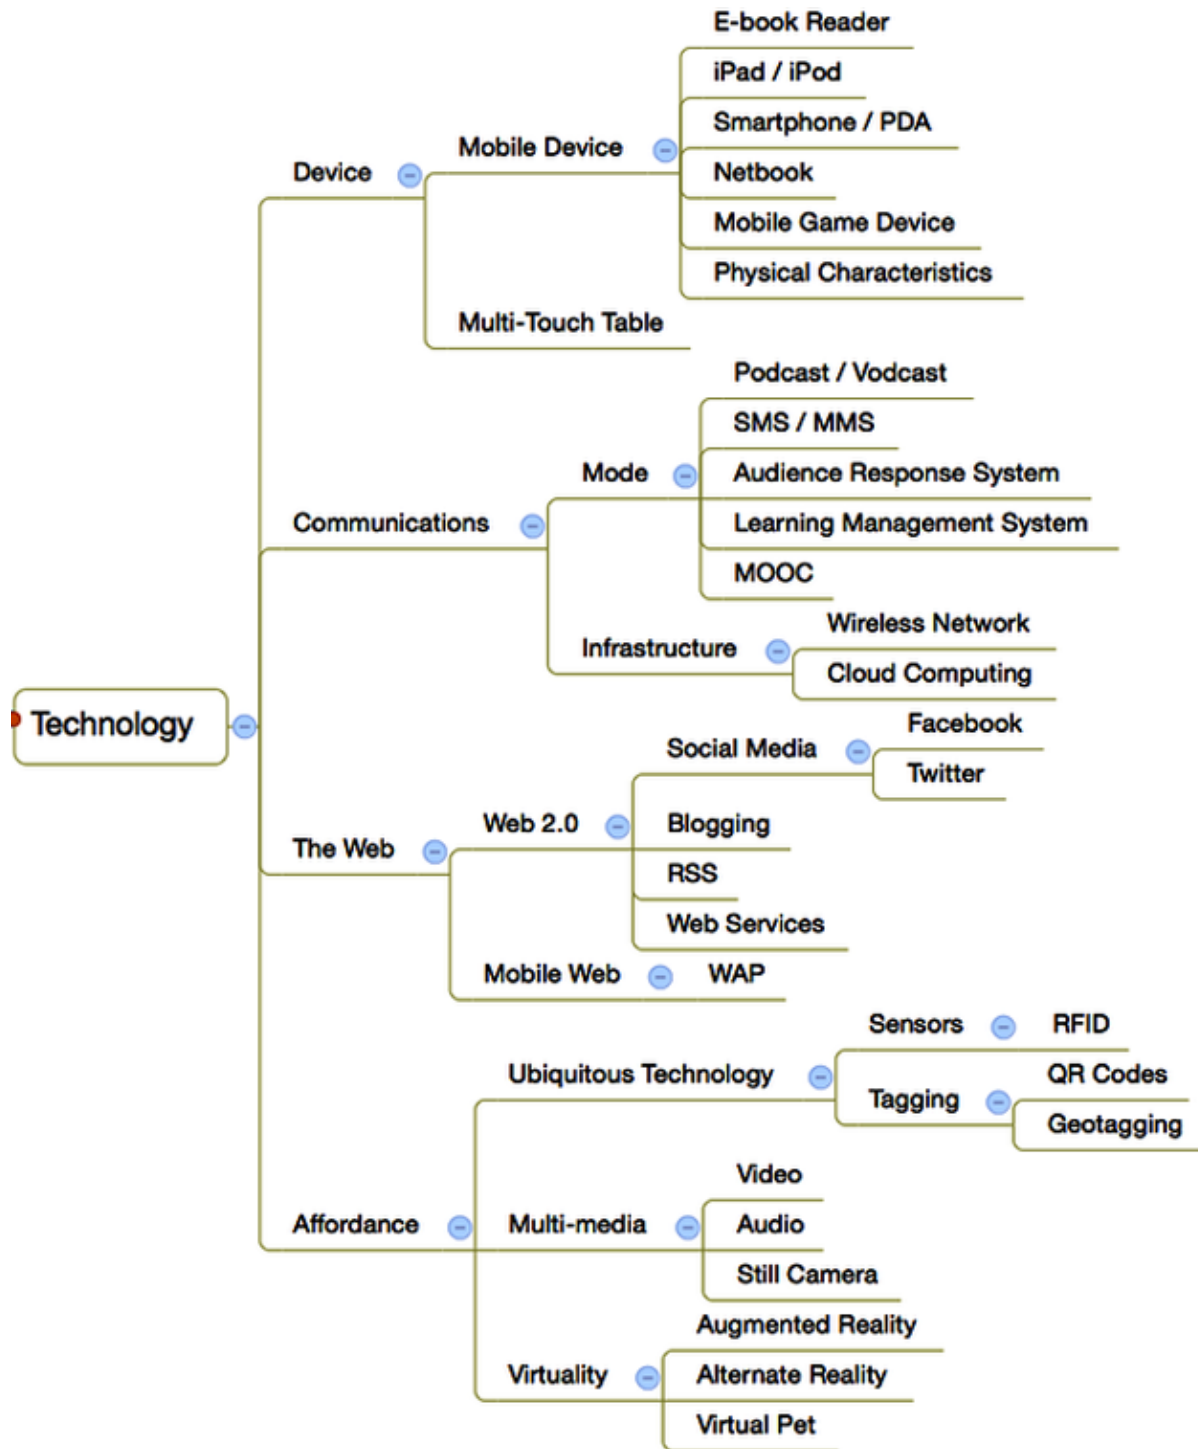 E-book Reader
iPad / iPod
Smartphone / PDA
Mobile Device
Netbook
Device
Mobile Game Device
Physical Characteristics
Multi-Touch Table
Podcast / Vodcast
SMS / MMS
Mode
Audience Response System
Communications
Learning Management System
MOOC
Wireless Network
Infrastructure
Cloud Computing
Technology
Facebook
Social Media
Twitter
Web 2.0
Blogging
The Web
RSS
Web Services
Mobile Web
WAP
Sensors
RFID
Ubiquitous Technology
QR Codes
Tagging
Geotagging
Video
Affordance
Multi-media
Audio
Still Camera
Augmented Reality
Virtuality
Alternate Reality
Virtual Pet